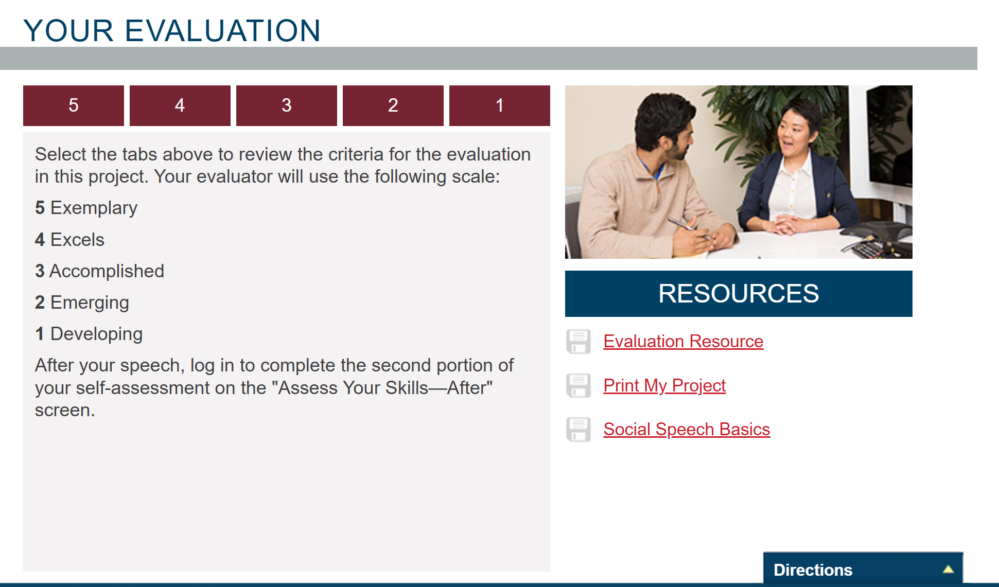 YOUR EVALUATION
5
4
3
2
1
Select the tabs above to review the criteria for the evaluation
in this project. Your evaluator will use the following scale:
5 Exemplary
4 Excels
3 Accomplished
2 Emerging
1 Developing
After your speech, log in to complete the second portion of
your self-assessment on the "Assess Your Skills—After"
screen.
RESOURCES
Evaluation Resource
Print My Project
Social Speech Basics
Directions